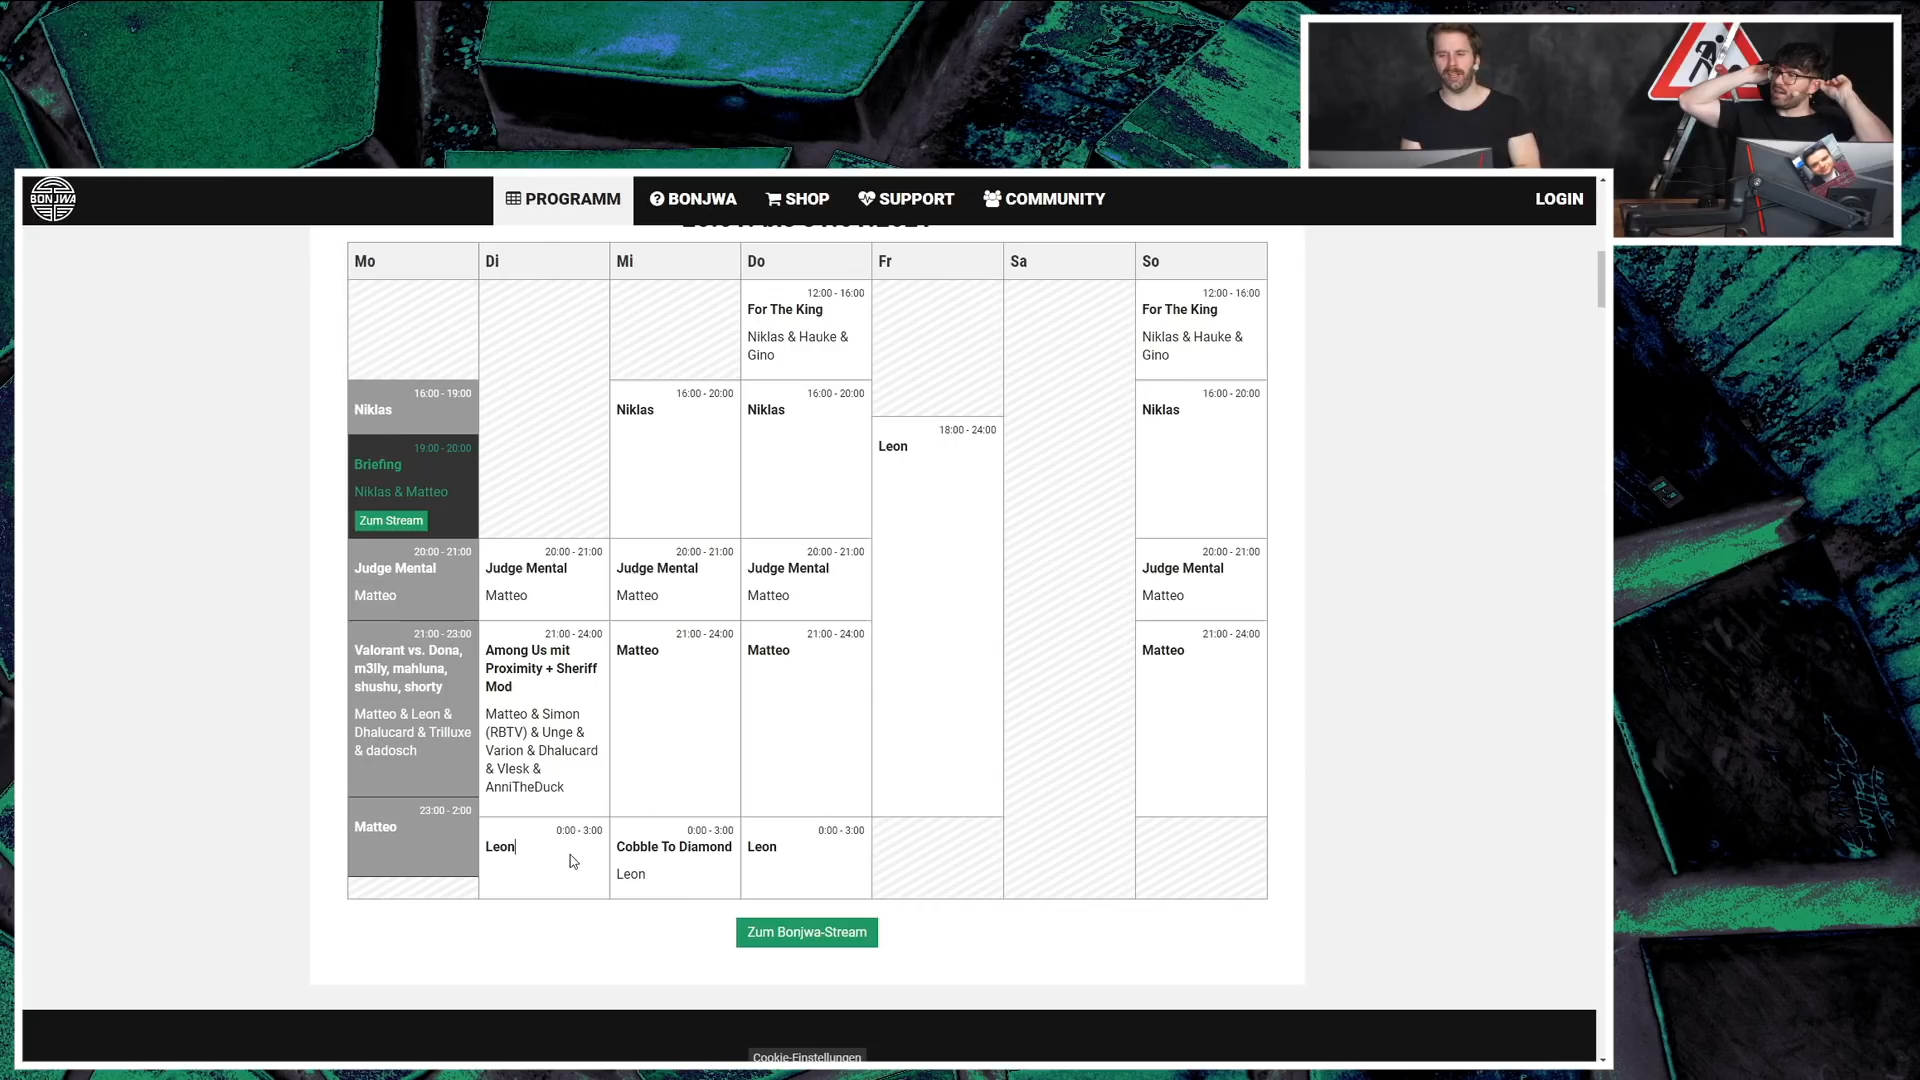 BONJWA
PROGRAMM
BONJWA
SHOP
SUPPORT
COMMUNITY
LOGIN
Mo
Di
Mi
Do
Fr
Sa
So
12:00 - 16:00
For The King
Niklas & Hauke &
Gino
12:00 - 16:00
For The King
Niklas & Hauke &
Gino
16:00 - 19:00
Niklas
16:00 - 20:00
Niklas
16:00 - 20:00
Niklas
16:00 - 20:00
Niklas
18:00 - 24:00
Leon
19:00 - 20:00
Briefing
Niklas & Matteo
Zum Stream
20:00 - 21:00
Judge Mental
Matteo
20:00 - 21:00
Judge Mental
Matteo
20:00 - 21:00
Judge Mental
Matteo
20:00 - 21:00
Judge Mental
Matteo
20:00 - 21:00
Judge Mental
Matteo
21:00 - 23:00
Valorant vs. Dona,
m3lly, mahluna,
shushu, shorty
Matteo & Leon &
Dhalucard & Trilluxe
& dadosch
21:00 - 24:00
Among Us mit
Proximity + Sheriff
Mod
Matteo & Simon
(RBTV) & Unge &
Varion & Dhalucard
& Vlesk &
AnniTheDuck
21:00 - 24:00
Matteo
21:00 - 24:00
Matteo
21:00 - 24:00
Matteo
23:00 - 2:00
Matteo
0:00 - 3:00
Leon
0:00 - 3:00
Cobble To Diamond
Leon
0:00 - 3:00
Leon
Zum Bonjwa-Stream
Cookie-Einstellungen